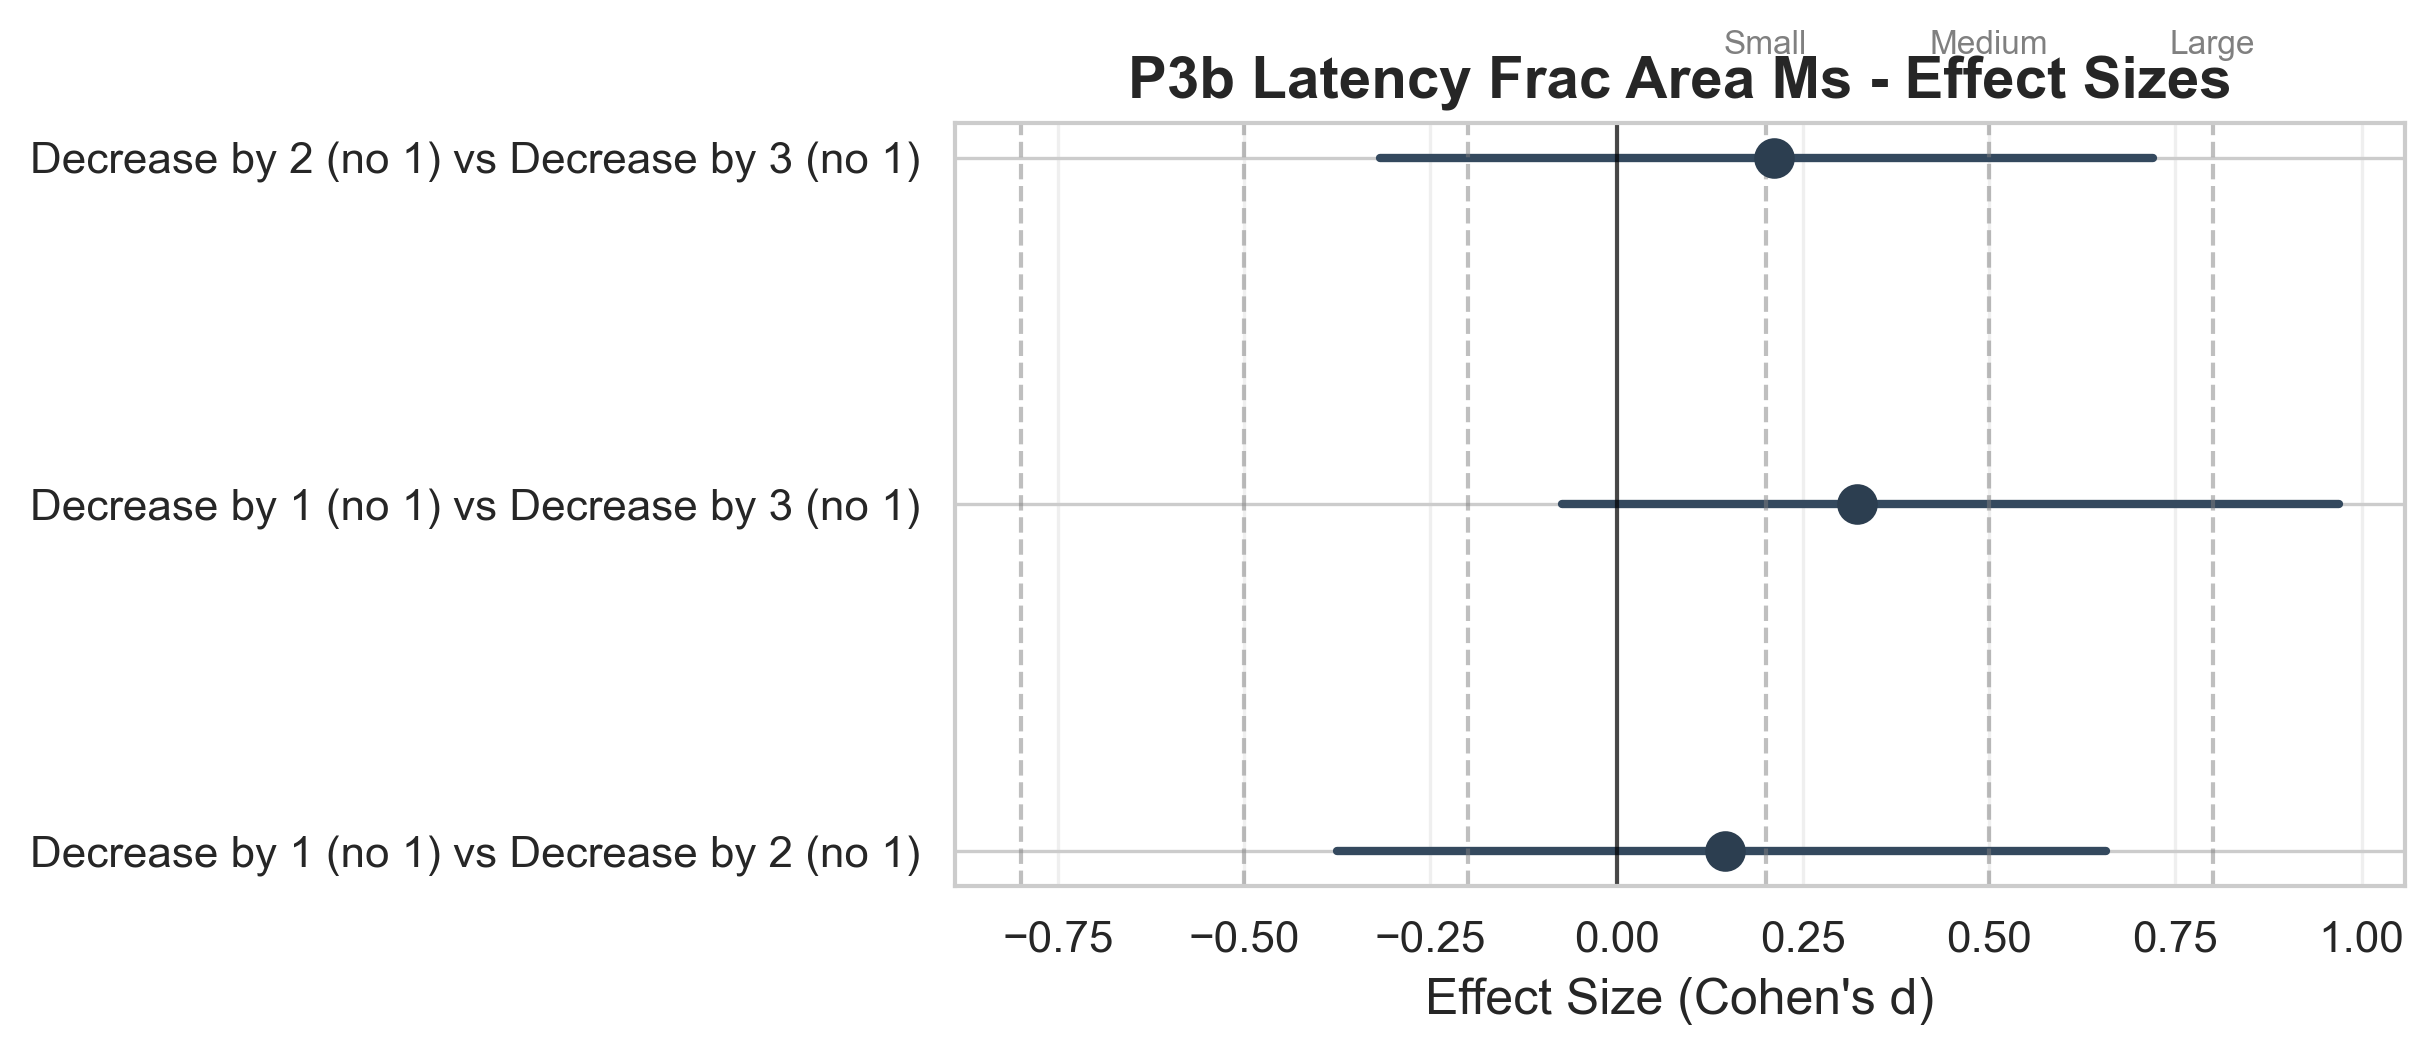 Small Medium Large
P3b Latency Frac Area Ms - Effect Sizes
Decrease by 2 (no 1) vs Decrease by 3 (no 1)
Decrease by 1 (no 1) vs Decrease by 3 (no 1)
Decrease by 1 (no 1) vs Decrease by 2 (no 1)
−0.75 −0.50 −0.25 0.00 0.25 0.50 0.75 1.00
Effect Size (Cohen's d)